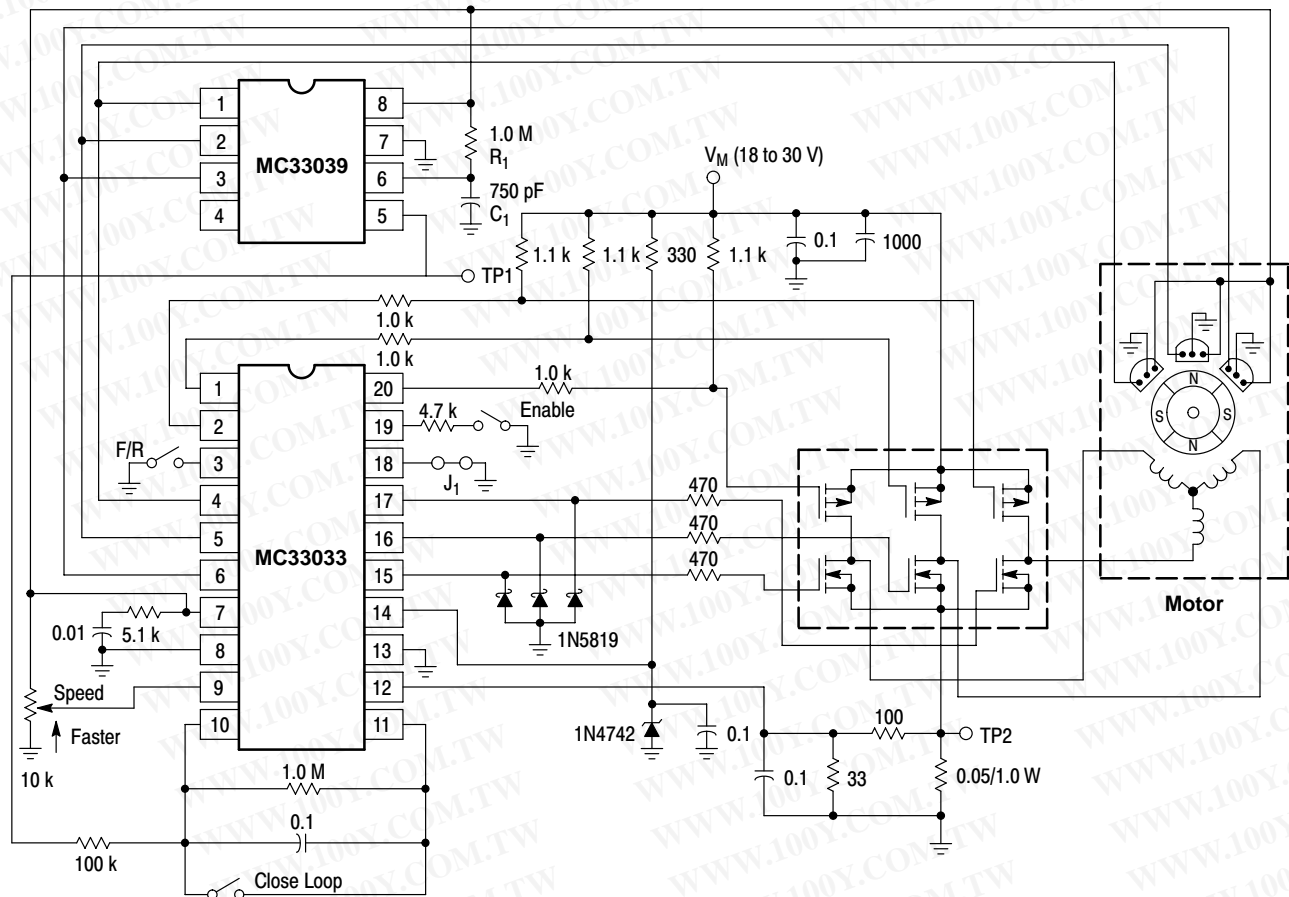 1
2
3
4
MC33039
8
7
6
5
1.0 M
R1
750 pF
C1
TP1
VM (18 to 30 V)
1.1 k
1.1 k
330
1.1 k
0.1
1000
1.0 k
1.0 k
1.0 k
Enable
4.7 k
F/R
J1
1
2
3
4
5
6
7
8
9
10
MC33033
20
19
18
17
16
15
14
13
12
11
470
470
470
N
S
S
N
Motor
0.01
5.1 k
1N5819
Speed
Faster
10 k
1N4742
0.1
100
TP2
0.1
33
0.05/1.0 W
1.0 M
0.1
100 k
Close Loop
WWW.100Y.COM.TW